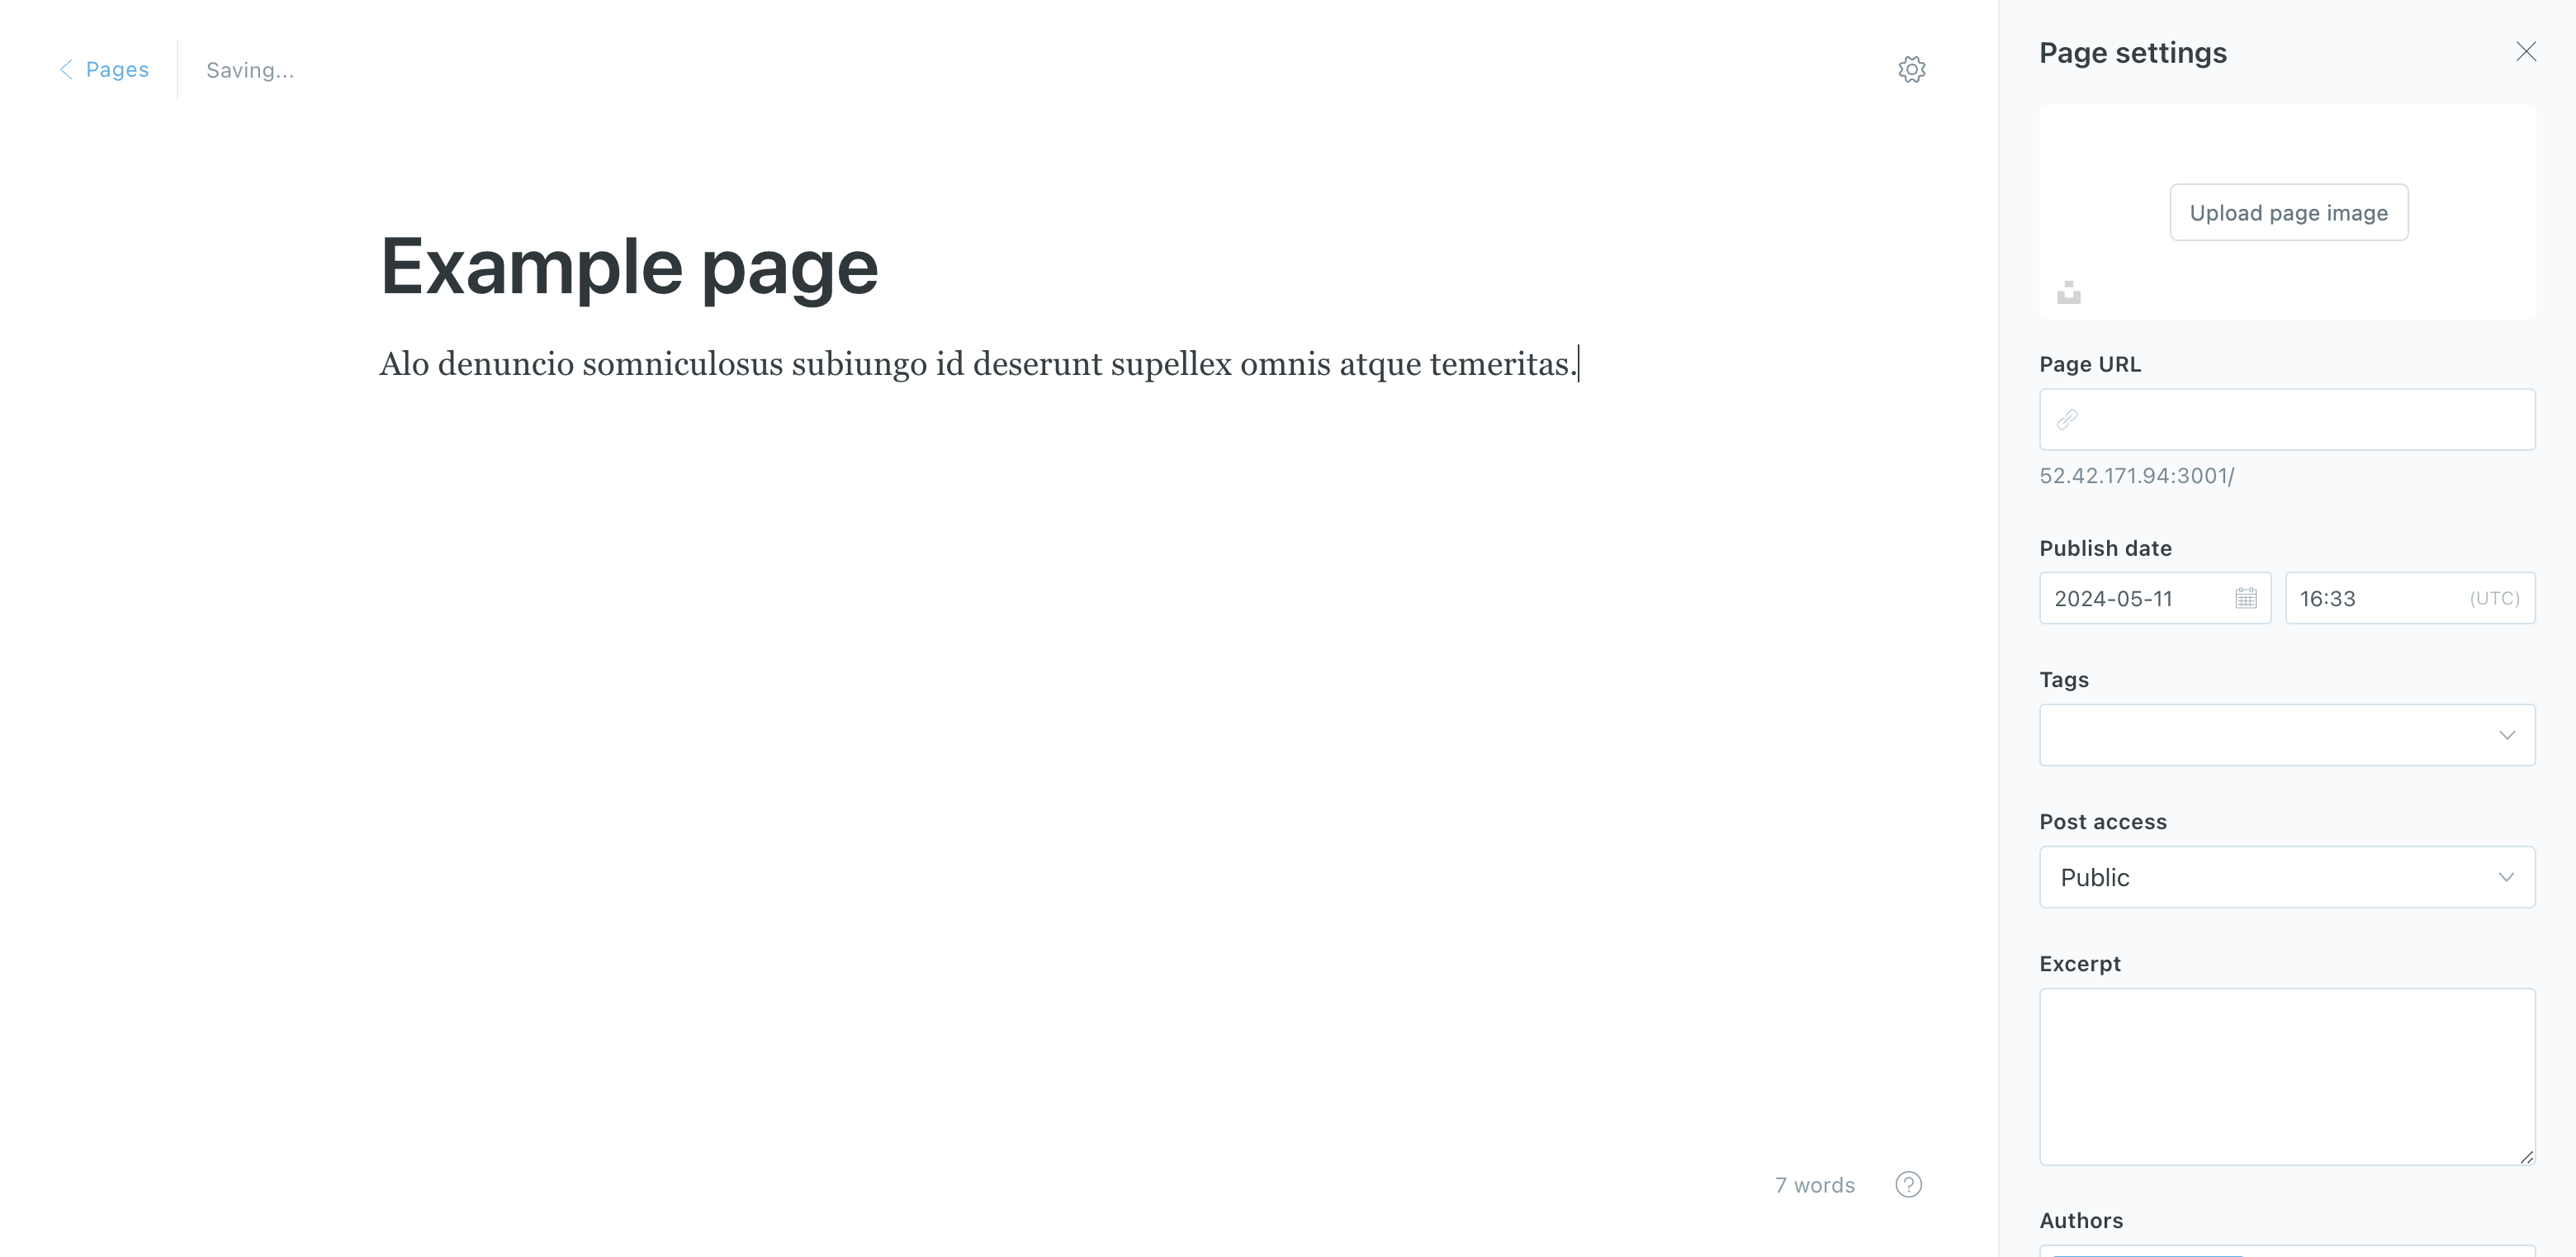 Pages
Saving...
Example page
Alo denuncio somniculosus subiungo id deserunt supellex omnis atque temeritas.
7 words
?
Page settings
Upload page image
Page URL
52.42.171.94:3001/
Publish date
2024-05-11
16:33 (UTC)
Tags
Post access
Public
Excerpt
Authors